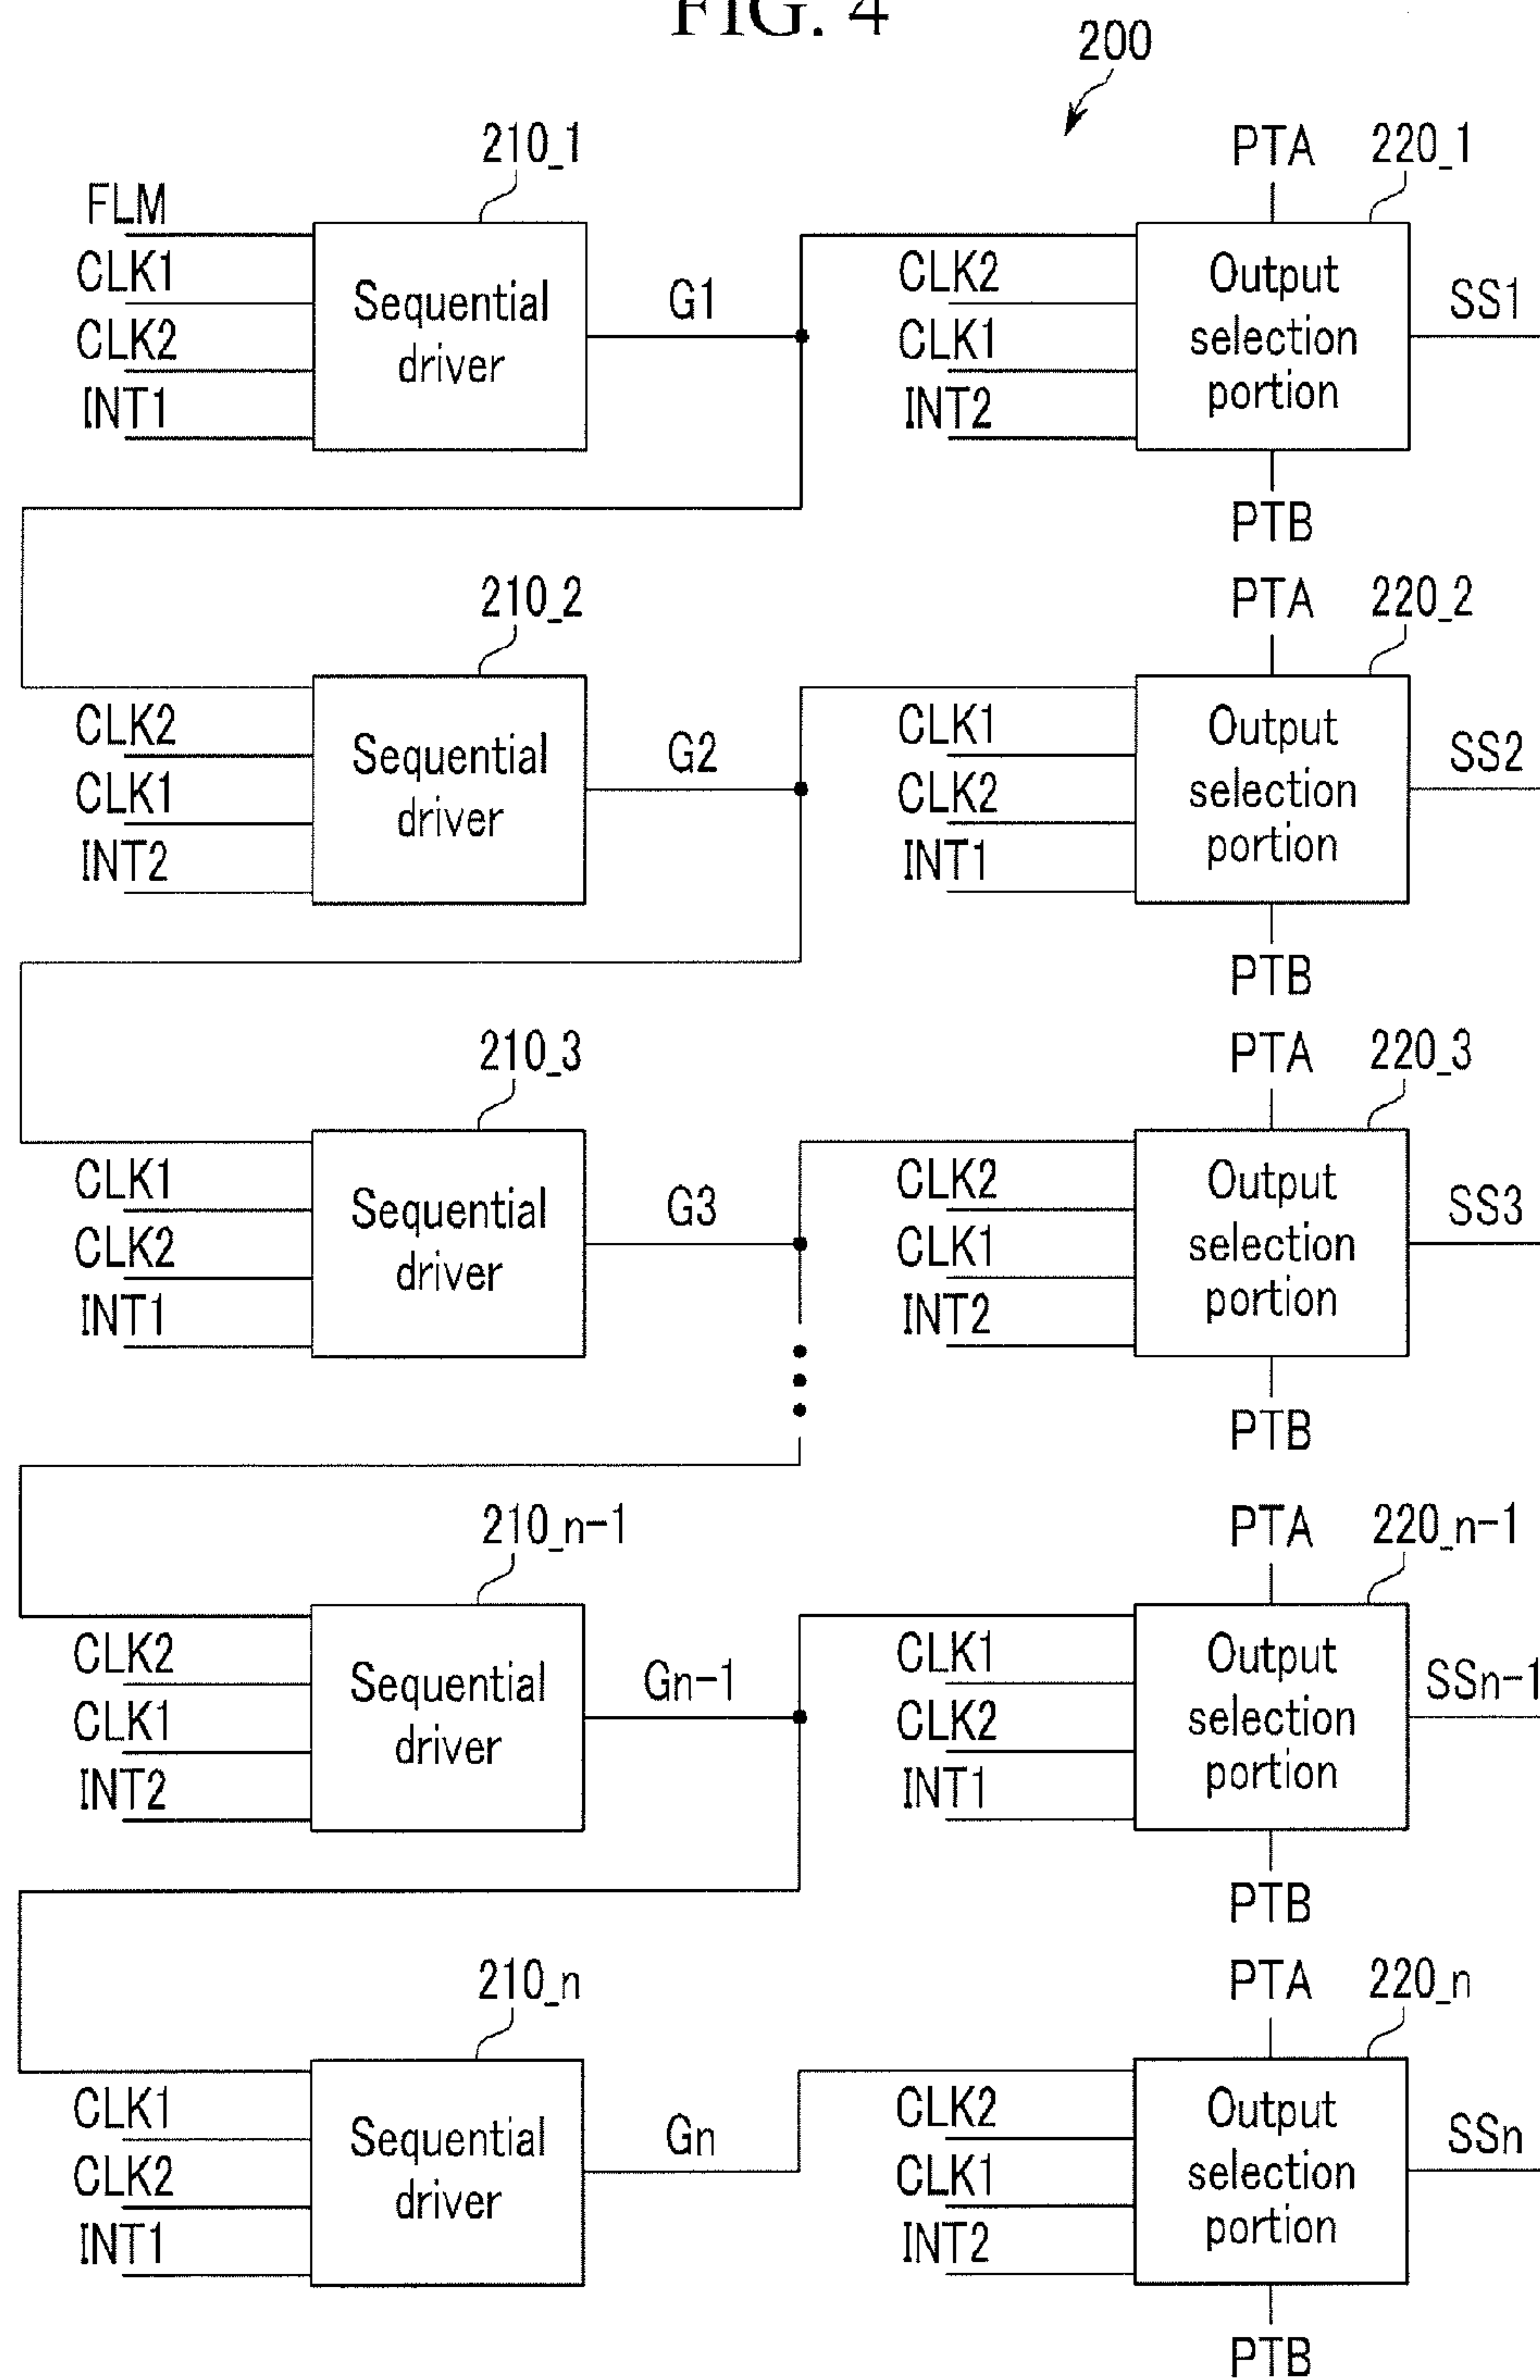 FIG. 4
200
210_1
PTA
220_1
FLM
CLK1
CLK2
INT1
Sequential
driver
G1
CLK2
CLK1
INT2
Output
selection
portion
SS1
PTB
210_2
PTA
220_2
CLK2
CLK1
INT2
Sequential
driver
G2
CLK1
CLK2
INT1
Output
selection
portion
SS2
PTB
210_3
PTA
220_3
CLK1
CLK2
INT1
Sequential
driver
G3
CLK2
CLK1
INT2
Output
selection
portion
SS3
PTB
210_n-1
PTA
220_n-1
CLK2
CLK1
INT2
Sequential
driver
Gn-1
CLK1
CLK2
INT1
Output
selection
portion
SSn-1
PTB
210_n
PTA
220_n
CLK1
CLK2
INT1
Sequential
driver
Gn
CLK2
CLK1
INT2
Output
selection
portion
SSn
PTB